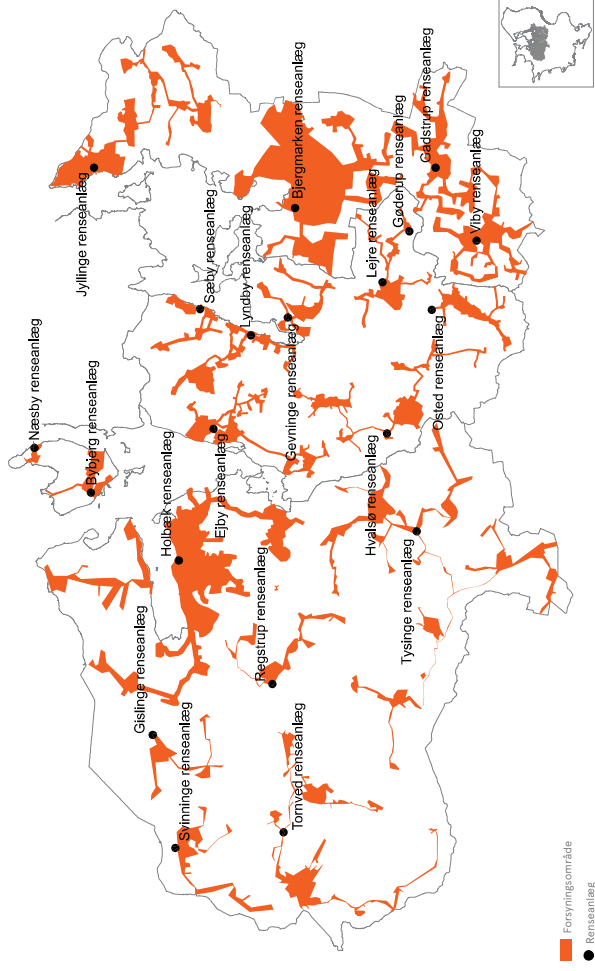 Næsby renseanlæg
Bybjerg renseanlæg
Jyllinge renseanlæg
Holbæk renseanlæg
Ejby renseanlæg
Sæby renseanlæg
Lyndby renseanlæg
Bjergmarken renseanlæg
Gislinge renseanlæg
Svinninge renseanlæg
Regstrup renseanlæg
Gevninge renseanlæg
Tornved renseanlæg
Hvalsø renseanlæg
Tysinge renseanlæg
Lejre renseanlæg
Gøderup renseanlæg
Gadstrup renseanlæg
Osted renseanlæg
Viby renseanlæg
Forsyningsområde
Renseanlæg